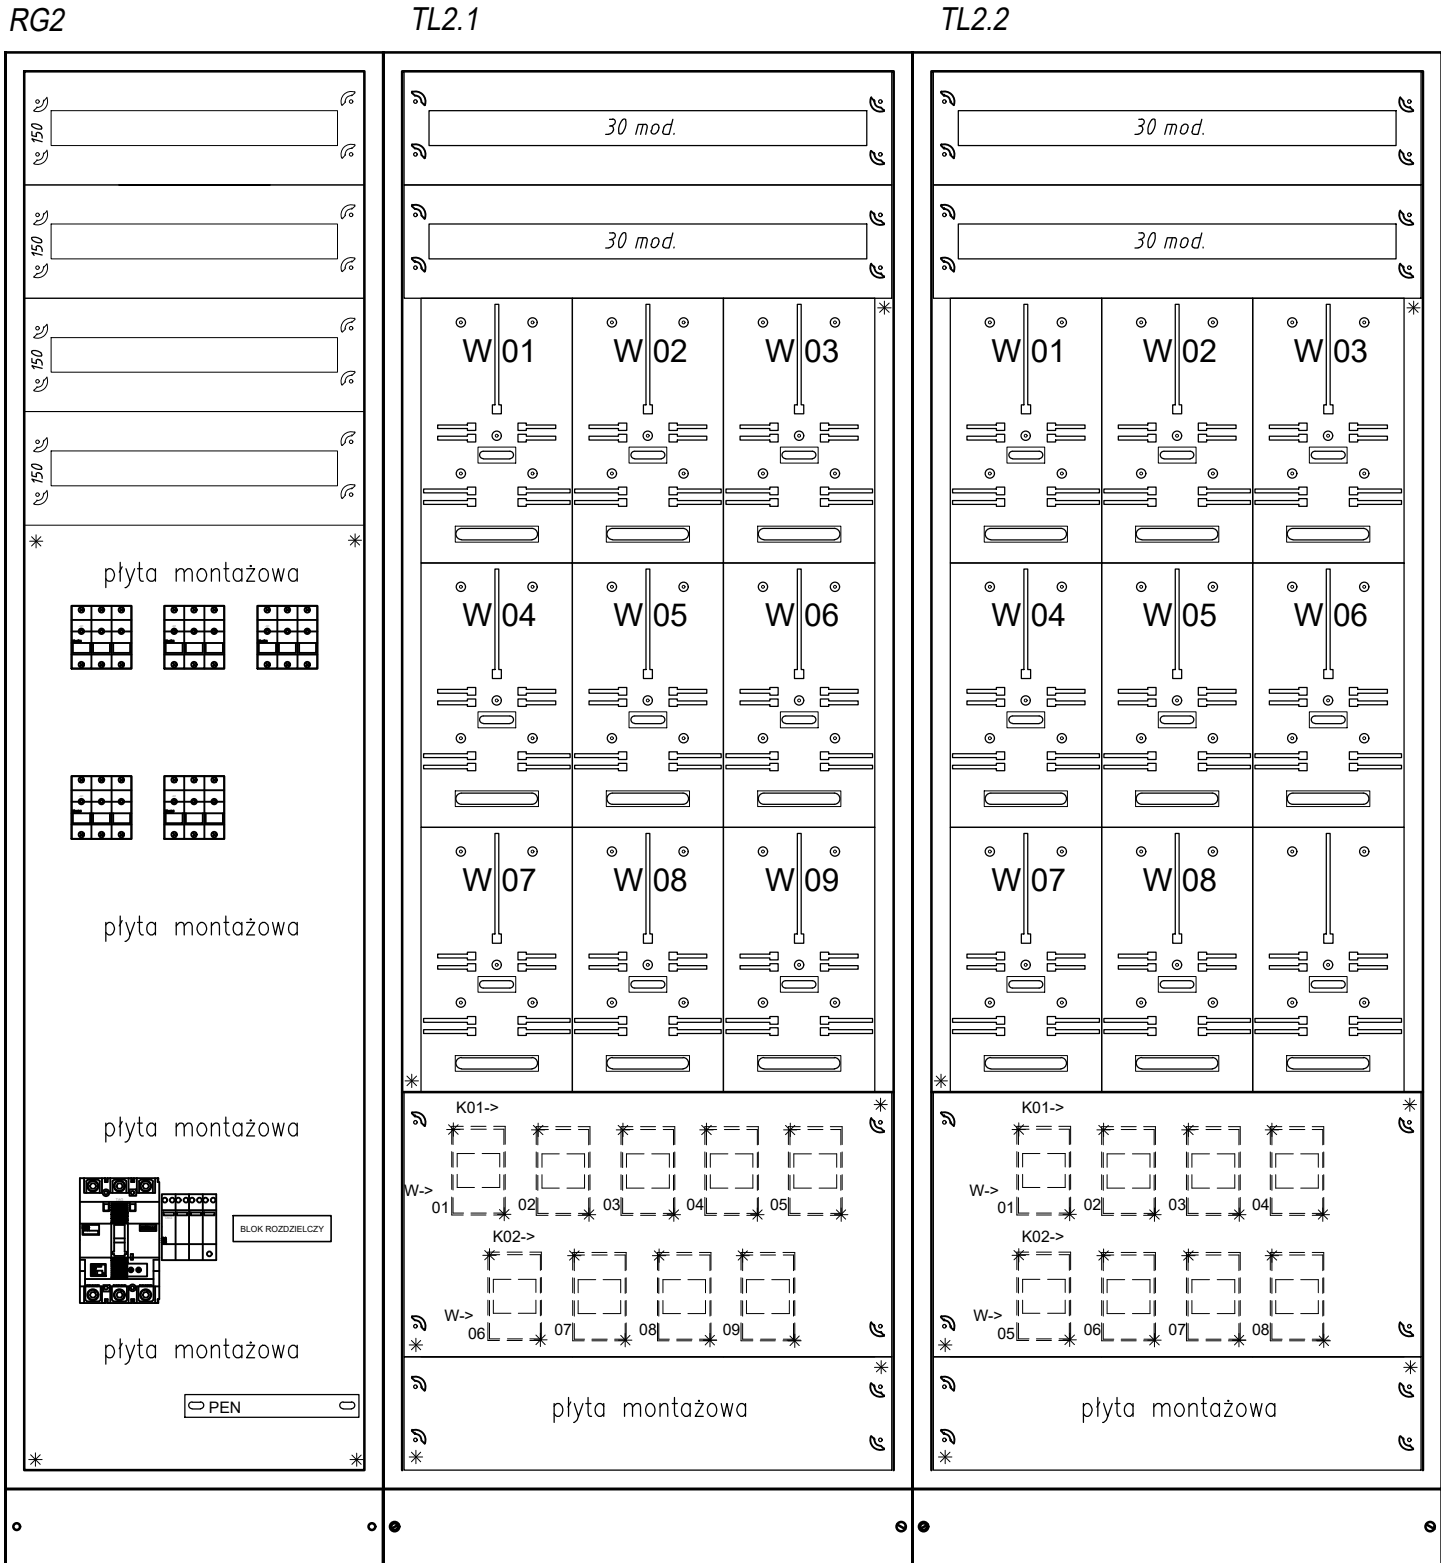 RG2
TL2.1
TL2.2
150
150
150
150
płyta montażowa
płyta montażowa
płyta montażowa
BLOK ROZDZIELCZY
płyta montażowa
PEN
30 mod.
30 mod.
W 01
W 02
W 03
W 04
W 05
W 06
W 07
W 08
W 09
K01->
W->
01
02
03
04
05
K02->
W->
06
07
08
09
płyta montażowa
30 mod.
30 mod.
W 01
W 02
W 03
W 04
W 05
W 06
W 07
W 08
K01->
W->
01
02
03
04
K02->
W->
05
06
07
08
płyta montażowa